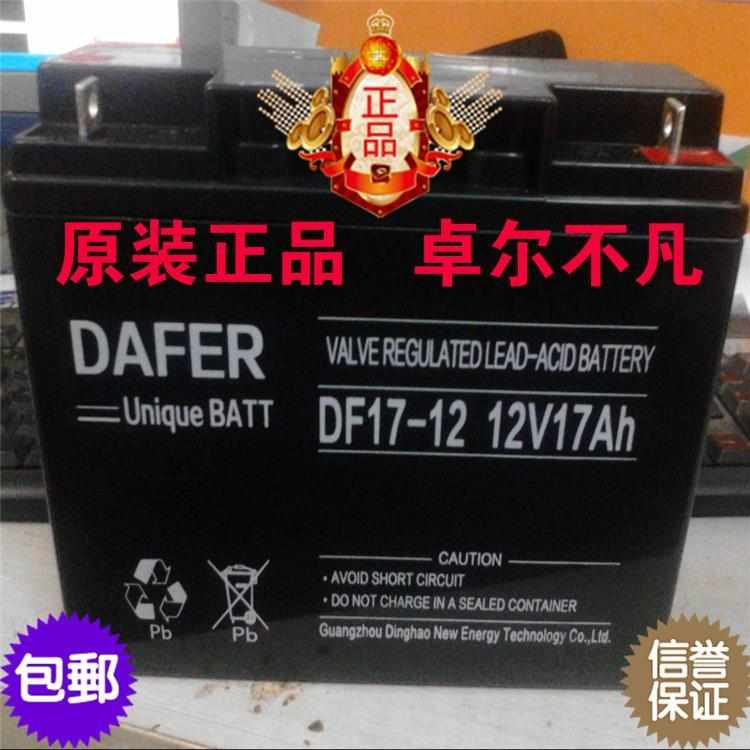 正品
原装正品 卓尔不凡
DAFER
Unique BATT
VALVE REGULATED LEAD-ACID BATTERY
DF17-12 12V17Ah
CAUTION
· AVOID SHORT CIRCUIT
· DO NOT CHARGE IN A SEALED CONTAINER
Guangzhou Dinghao New Energy Technology Co.,Ltd.
Pb
Pb
包邮
信誉
保证